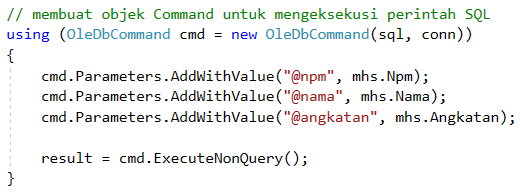 // membuat objek Command untuk mengeksekusi perintah SQL
using (OleDbCommand cmd = new OleDbCommand(sql, conn))
{
    cmd.Parameters.AddWithValue("@npm", mhs.Npm);
    cmd.Parameters.AddWithValue("@nama", mhs.Nama);
    cmd.Parameters.AddWithValue("@angkatan", mhs.Angkatan);

    result = cmd.ExecuteNonQuery();
}